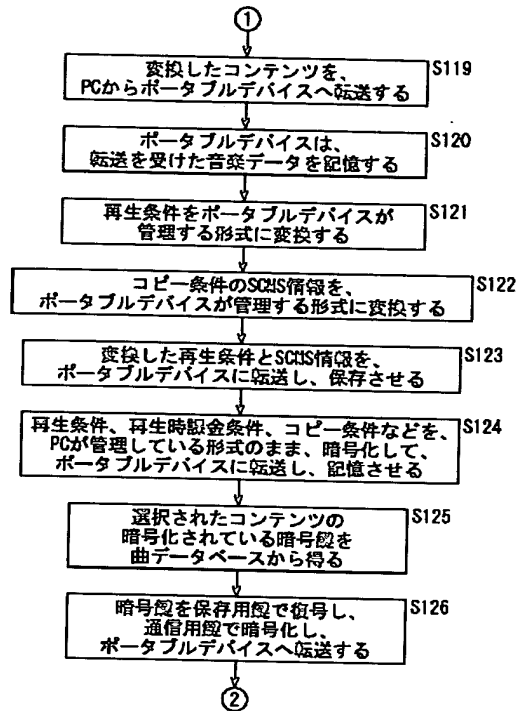 ①
変換したコンテンツを、 S119
PCからポータブルデバイスへ転送する
ポータブルデバイスは、 S120
転送を受けた音楽データを記憶する
再生条件をポータブルデバイスが S121
管理する形式に変換する
コピー条件のSCMS情報を、 S122
ポータブルデバイスが管理する形式に変換する
変換した再生条件とSCMS情報を、 S123
ポータブルデバイスに転送し、保存させる
再生条件、再生時課金条件、コピー条件などを、 S124
PCが管理している形式のまま、暗号化して、
ポータブルデバイスに転送し、記憶させる
選択されたコンテンツの S125
暗号化されている暗号鍵を
曲データベースから得る
暗号鍵を保存用鍵で復号し、 S126
通信用鍵で暗号化し、
ポータブルデバイスへ転送する
②